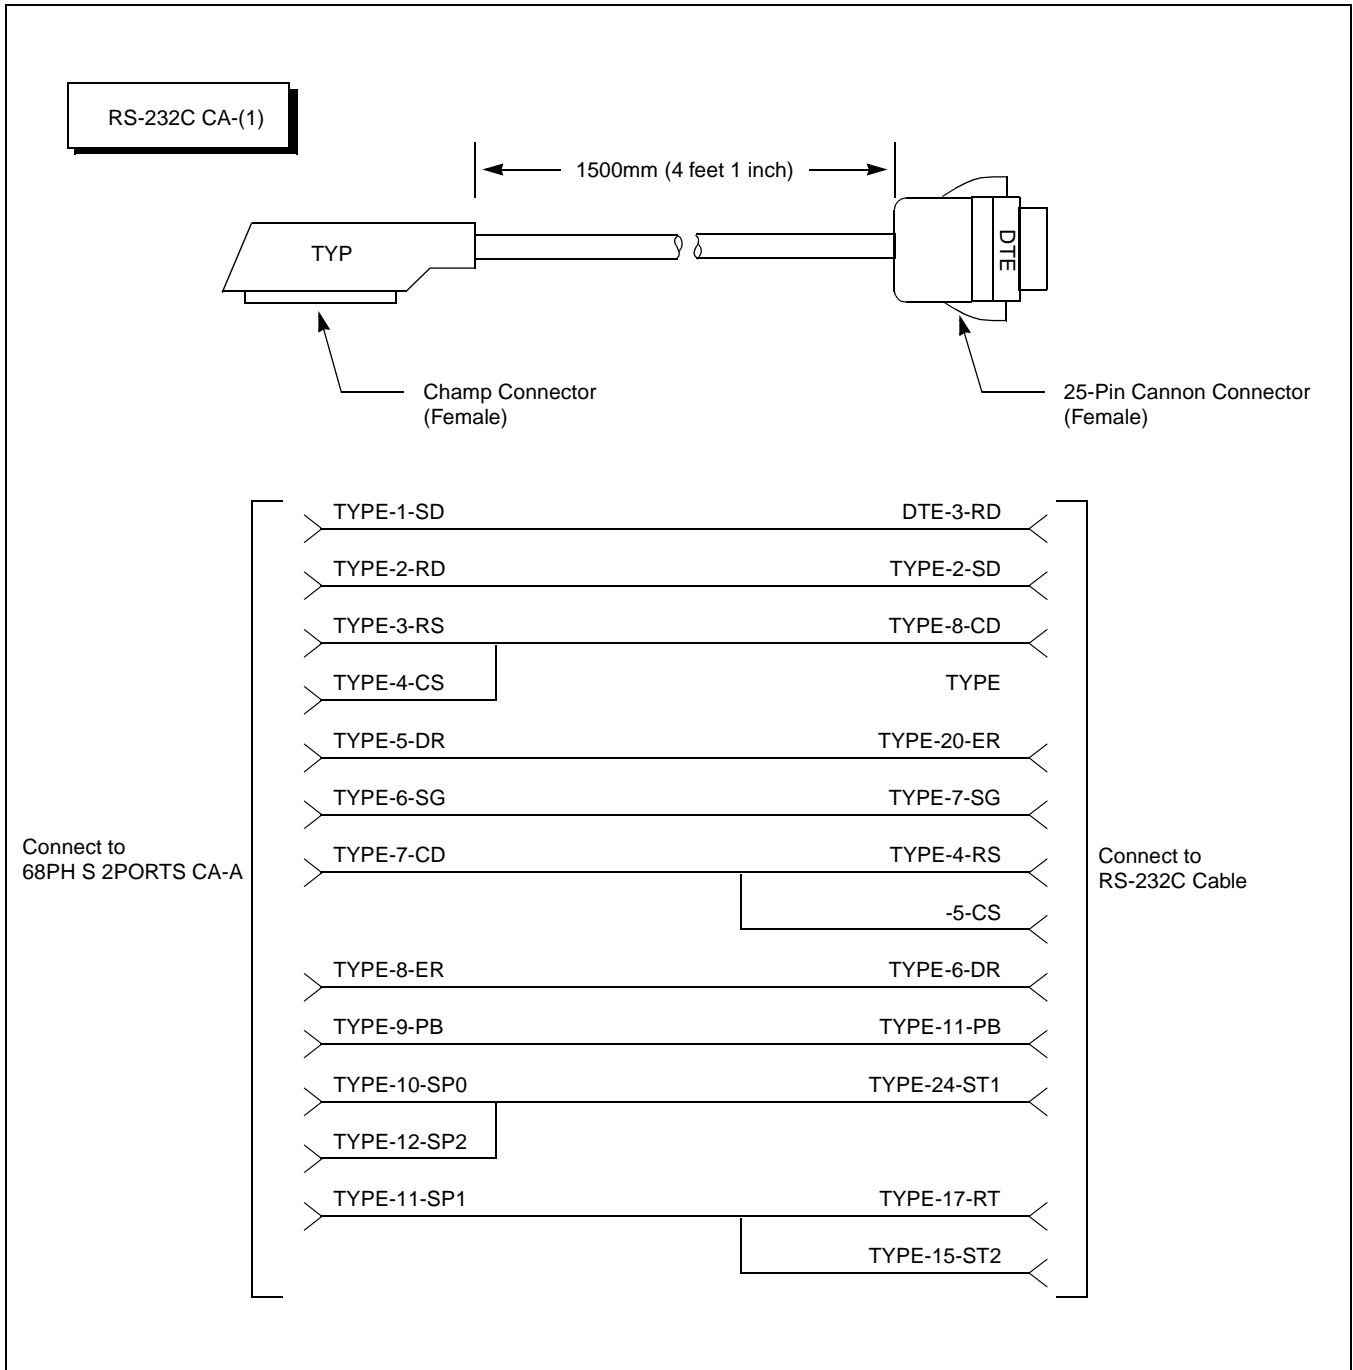 RS-232C CA-(1)
1500mm (4 feet 1 inch)
TYP
DTE
Champ Connector
(Female)
25-Pin Cannon Connector
(Female)
TYPE-1-SD DTE-3-RD
TYPE-2-RD TYPE-2-SD
TYPE-3-RS TYPE-8-CD
TYPE-4-CS TYPE
TYPE-5-DR TYPE-20-ER
TYPE-6-SG TYPE-7-SG
Connect to
68PH S 2PORTS CA-A
TYPE-7-CD TYPE-4-RS
Connect to
RS-232C Cable
-5-CS
TYPE-8-ER TYPE-6-DR
TYPE-9-PB TYPE-11-PB
TYPE-10-SP0 TYPE-24-ST1
TYPE-12-SP2
TYPE-11-SP1 TYPE-17-RT
TYPE-15-ST2